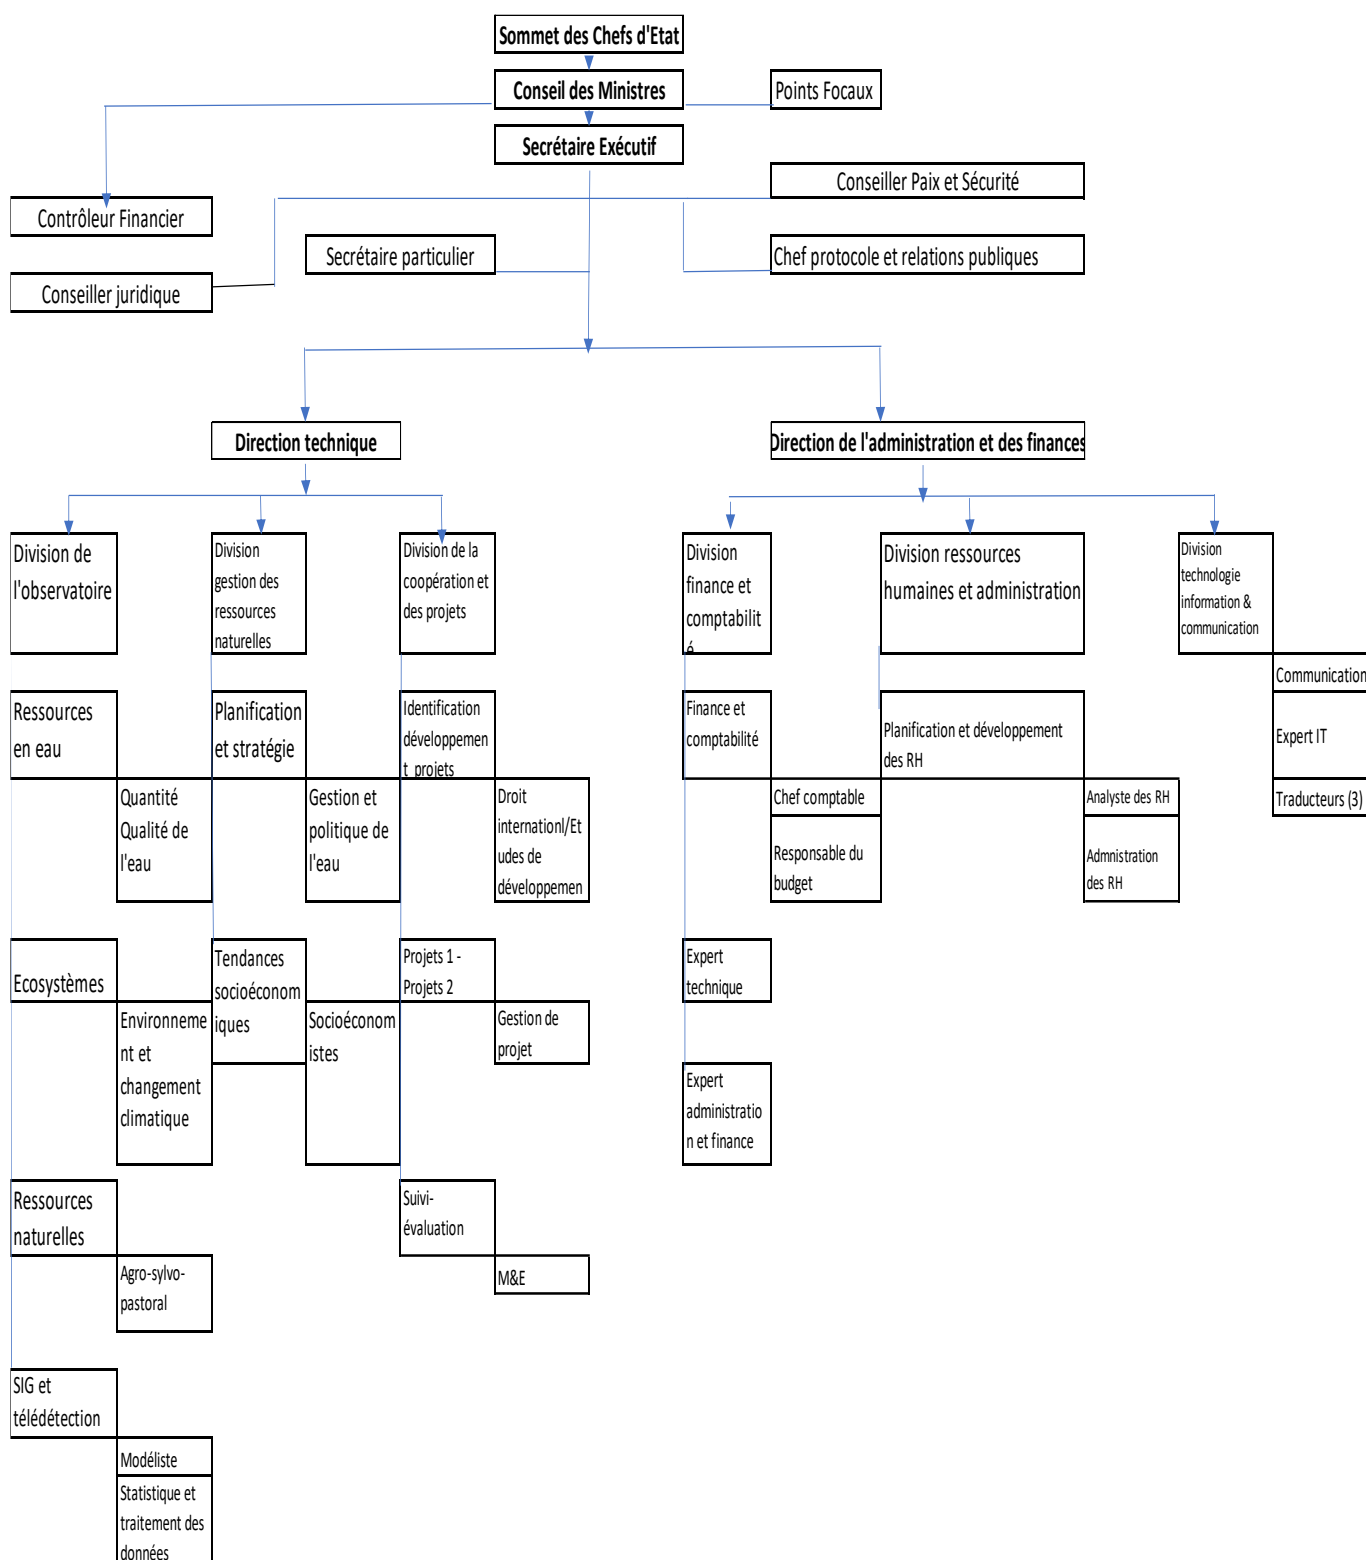 Sommet des Chefs d'Etat
Conseil des Ministres
Points Focaux
Secrétaire Exécutif
Conseiller Paix et Sécurité
Contrôleur Financier
Secrétaire particulier
Chef protocole et relations publiques
Conseiller juridique
Direction technique
Direction de l'administration et des finances
Division de
l'observatoire
Division
gestion des
ressources
naturelles
Division de la
coopération et
des projets
Division
finance et
comptabilit
é
Division ressources
humaines et administration
Division
technologie
information &
communication
Communication
Ressources
en eau
Planification
et stratégie
Identification
développemen
t projets
Finance et
comptabilité
Planification et développement
des RH
Expert IT
Quantité
Qualité de
l'eau
Gestion et
politique de
l'eau
Droit
internationl/Et
udes de
développemen
Chef comptable
Responsable du
budget
Analyste des RH
Admnistration
des RH
Traducteurs (3)
Ecosystèmes
Tendances
socioéconom
iques
Projets 1 -
Projets 2
Expert
technique
Environneme
nt et
changement
climatique
Socioéconom
istes
Gestion de
projet
Expert
administratio
n et finance
Ressources
naturelles
Suivi-
évaluation
Agro-sylvo-
pastoral
M&E
SIG et
télédétection
Modéliste
Statistique et
traitement des
données